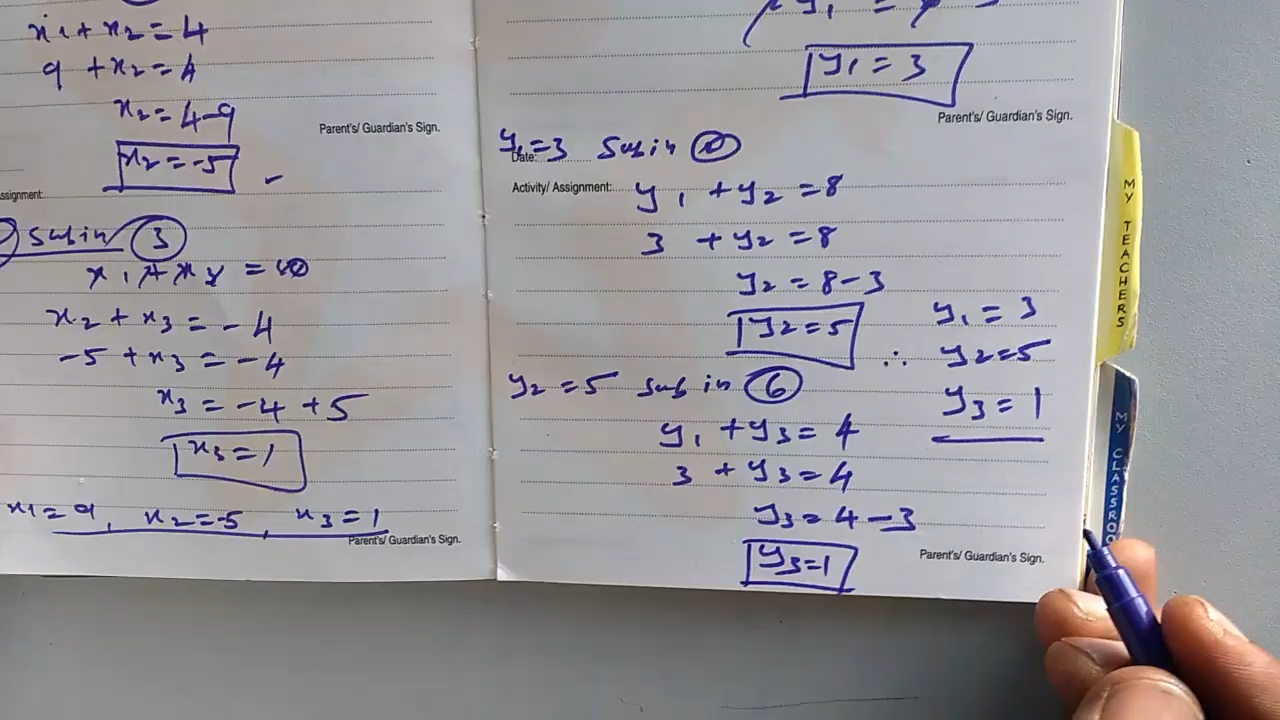 x1 + x2 = 4
9 + x2 = 4
x2 = 4-9
Parent's/ Guardian's Sign.
x2 = -5
ssignment:
sub in 3
x2 + x3 = -4
-5 + x3 = -4
x3 = -4 + 5
x3 = 1
x1 = 9, x2 = -5, x3 = 1
Parent's/ Guardian's Sign.
y1 = 3
Parent's/ Guardian's Sign.
y1 = 3 Sub in
Date:
Activity/ Assignment:
y1 + y2 = 8
3 + y2 = 8
y2 = 8-3
y2 = 5
y2 = 5 sub in 6
y1 + y3 = 4
3 + y3 = 4
y3 = 4-3
y3 = 1
y1 = 3
∴ y2 = 5
y3 = 1
Parent's/ Guardian's Sign.
MY TEACHERS
MY CLASSROO